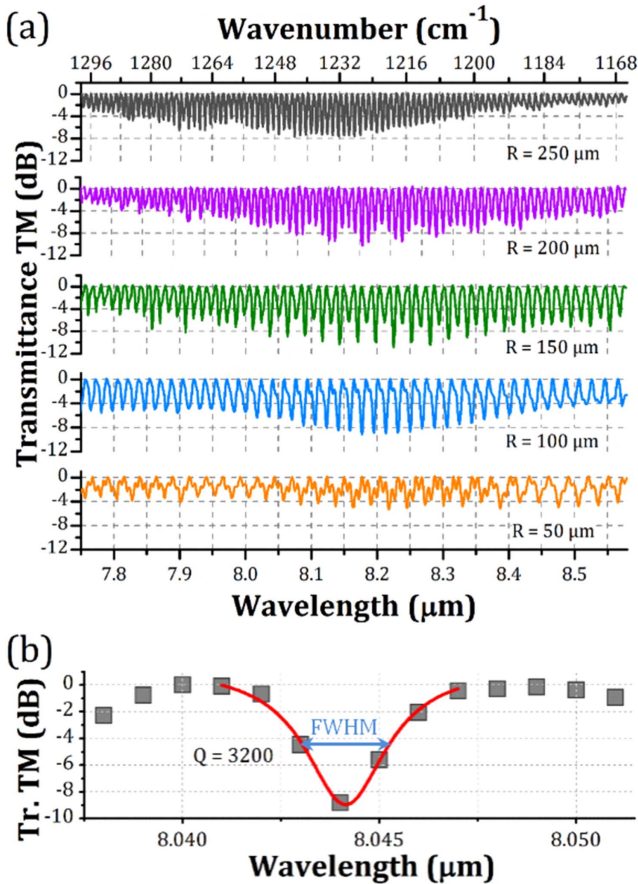 (a)
Wavenumber (cm⁻¹)
1296 1280 1264 1248 1232 1216 1200 1184 1168
Transmittance TM (dB)
0
-4
-8
-12
R = 250 μm
0
-4
-8
-12
R = 200 μm
0
-4
-8
-12
R = 150 μm
0
-4
-8
-12
R = 100 μm
0
-4
-8
-12
R = 50 μm
7.8 7.9 8.0 8.1 8.2 8.3 8.4 8.5
Wavelength (μm)
(b)
Tr. TM (dB)
0
-2
-4
-6
-8
-10
FWHM
Q = 3200
8.040 8.045 8.050
Wavelength (μm)